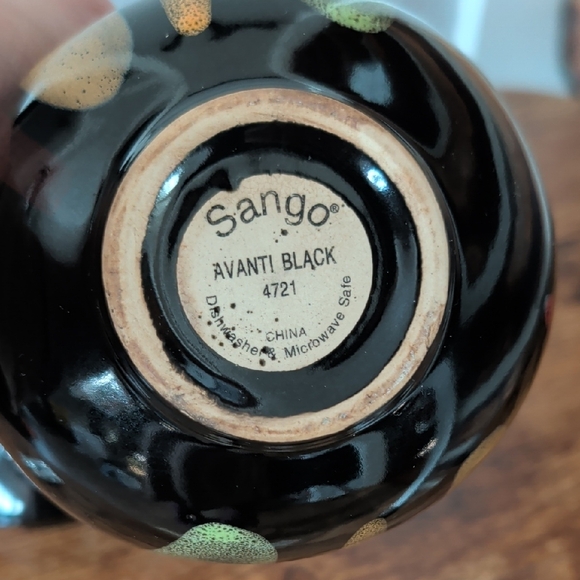 Sango®
AVANTI BLACK
4721
CHINA
Dishwasher & Microwave Safe